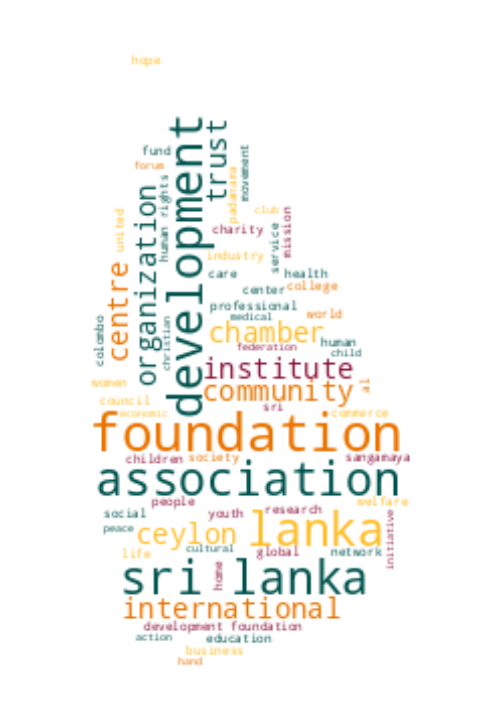 hope
fund
forum
development
trust
movement
padanama
human rights
organization
united
club
mission
charity
service
industry
centre
care
health
center
college
professional
medical
world
colombo
christian
chamber
federation
human
child
institute
women
community
al
council
sri
economic
commerce
foundation
children
society
sangamaya
association
people
welfare
social
youth
research
initiative
peace
ceylon
lanka
life
cultural
global
network
home
sri lanka
international
development foundation
action
education
business
hand